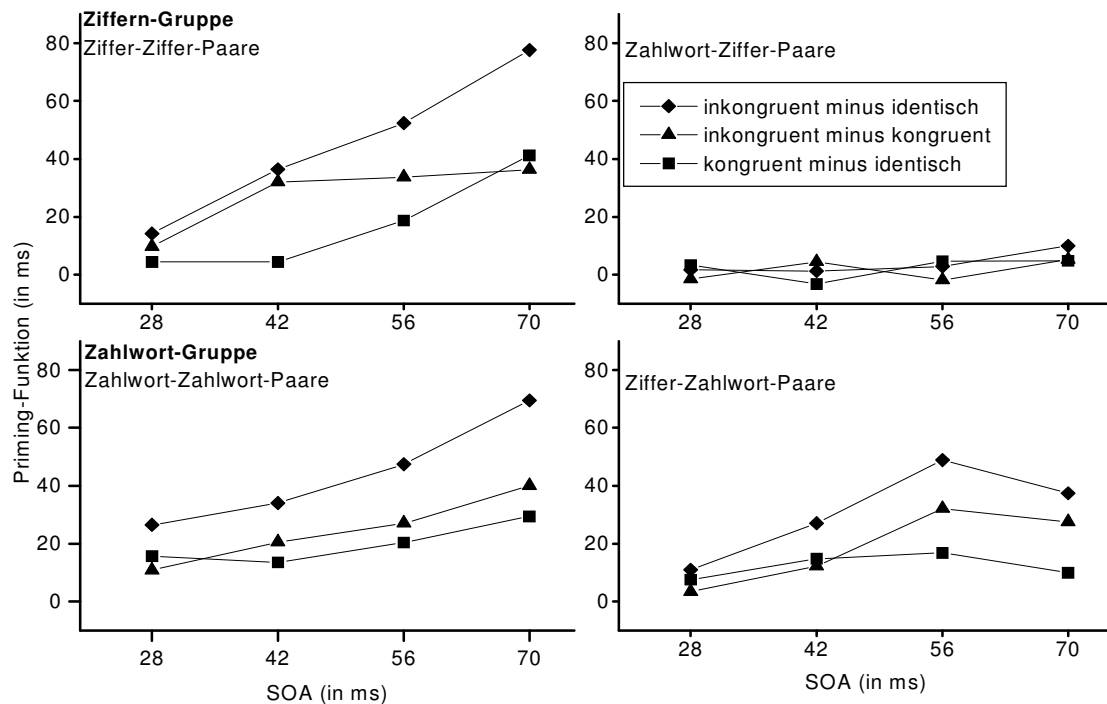 Priming-Funktion (in ms)
Ziffern-Gruppe
Ziffer-Ziffer-Paare
80
60
40
20
0
28 42 56 70
Zahlwort-Ziffer-Paare
inkongruent minus identisch
inkongruent minus kongruent
kongruent minus identisch
80
60
40
20
0
28 42 56 70
Zahlwort-Gruppe
Zahlwort-Zahlwort-Paare
80
60
40
20
0
28 42 56 70
SOA (in ms)
Ziffer-Zahlwort-Paare
80
60
40
20
0
28 42 56 70
SOA (in ms)